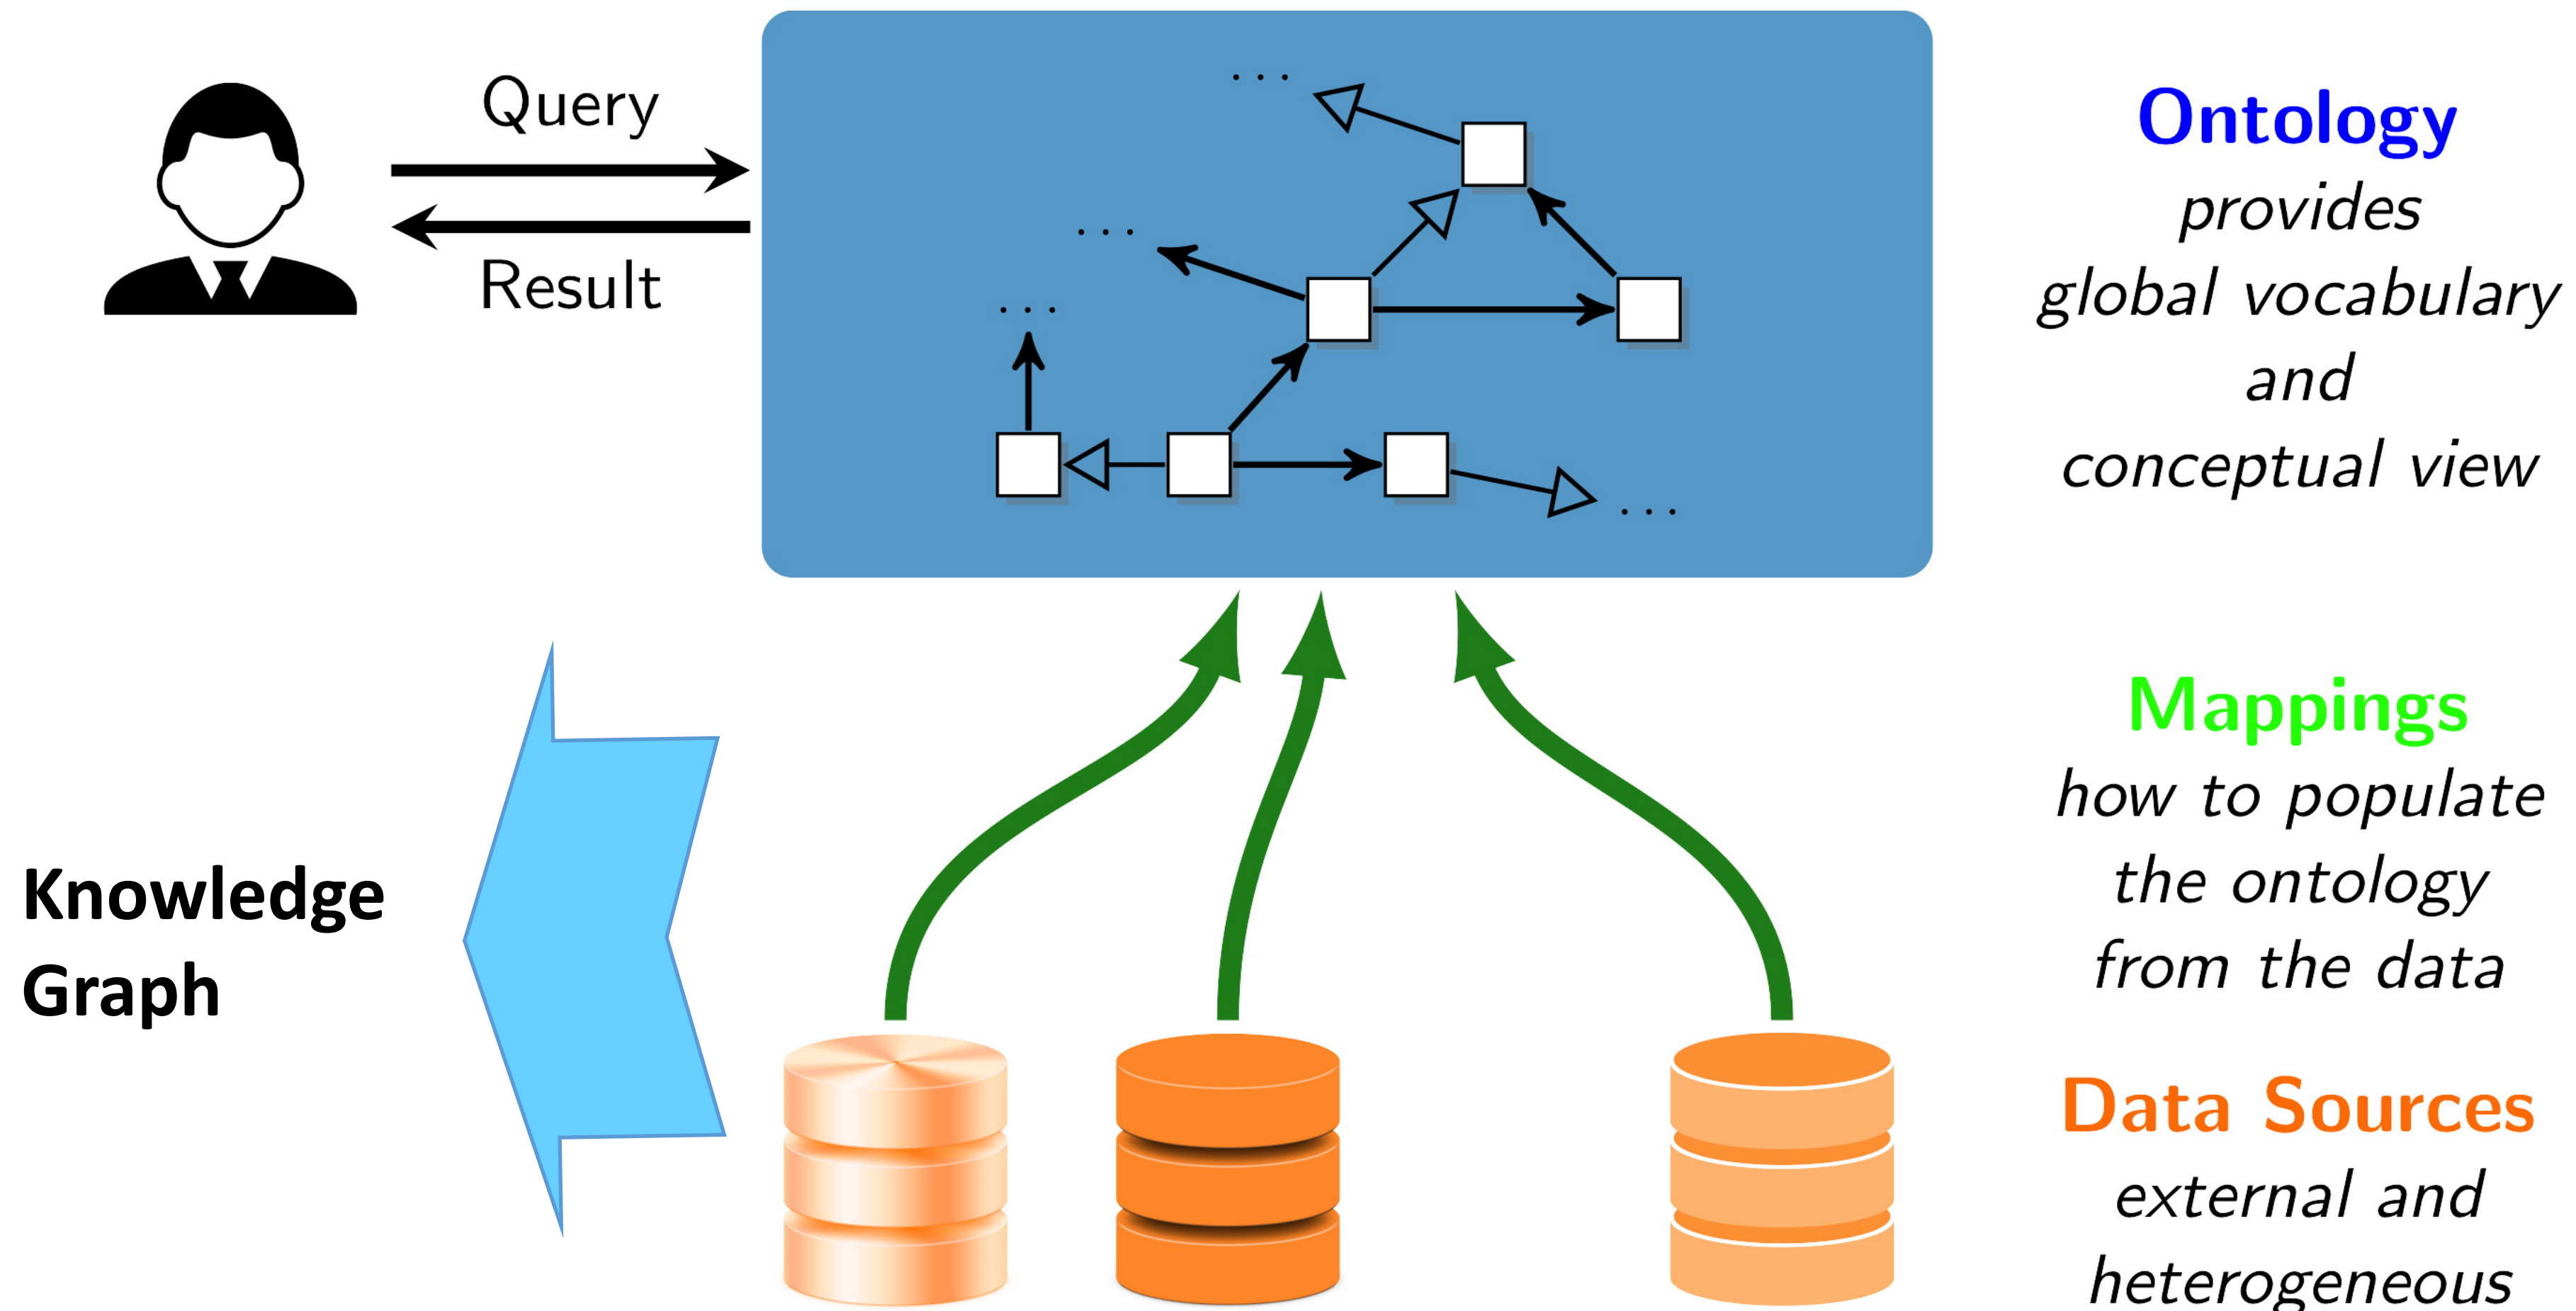 Query
Result
. . .
. . .
. . .
. . .
Ontology
provides
global vocabulary
and
conceptual view
Knowledge
Graph
Mappings
how to populate
the ontology
from the data
Data Sources
external and
heterogeneous